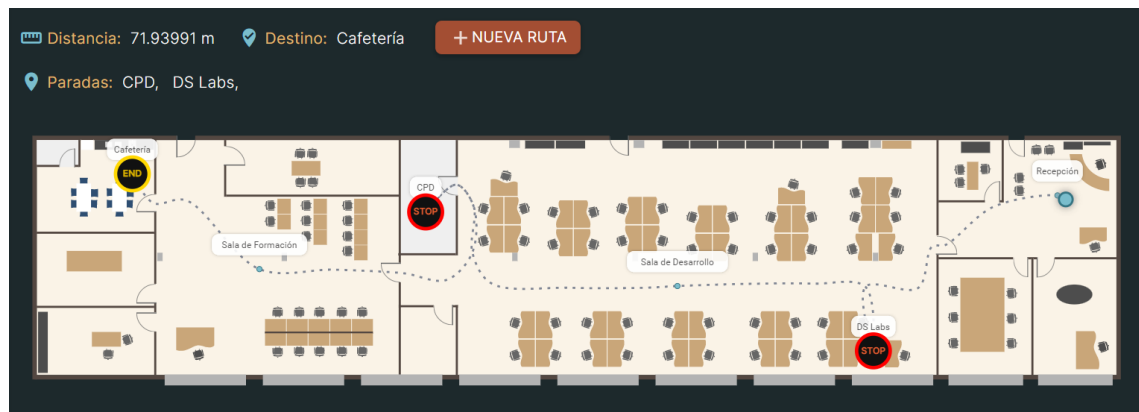 Distancia: 71.93991 m Destino: Cafetería + NUEVA RUTA
Paradas: CPD, DS Labs,
Cafetería
END
Recepción
CPD
STOP
Sala de Formación
Sala de Desarrollo
DS Labs
STOP